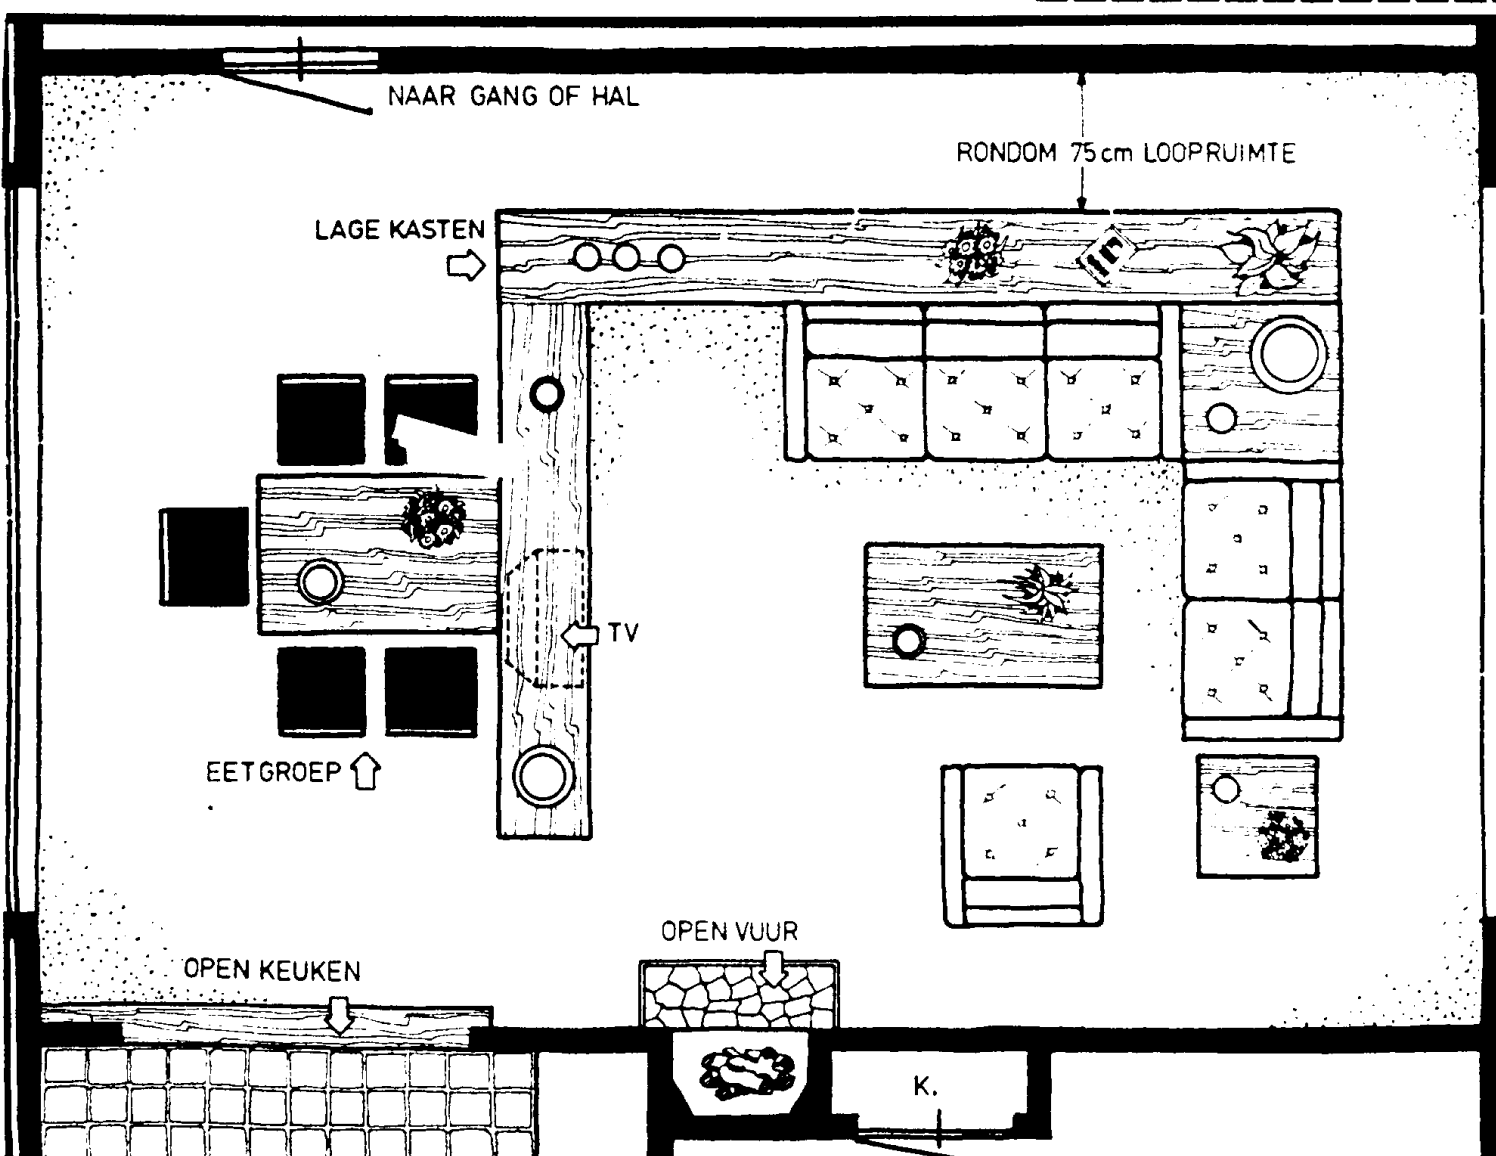 NAAR GANG OF HAL
RONDOM 75cm LOOPRUIMTE
LAGE KASTEN
TV
EETGROEP
OPEN VUUR
OPEN KEUKEN
K.